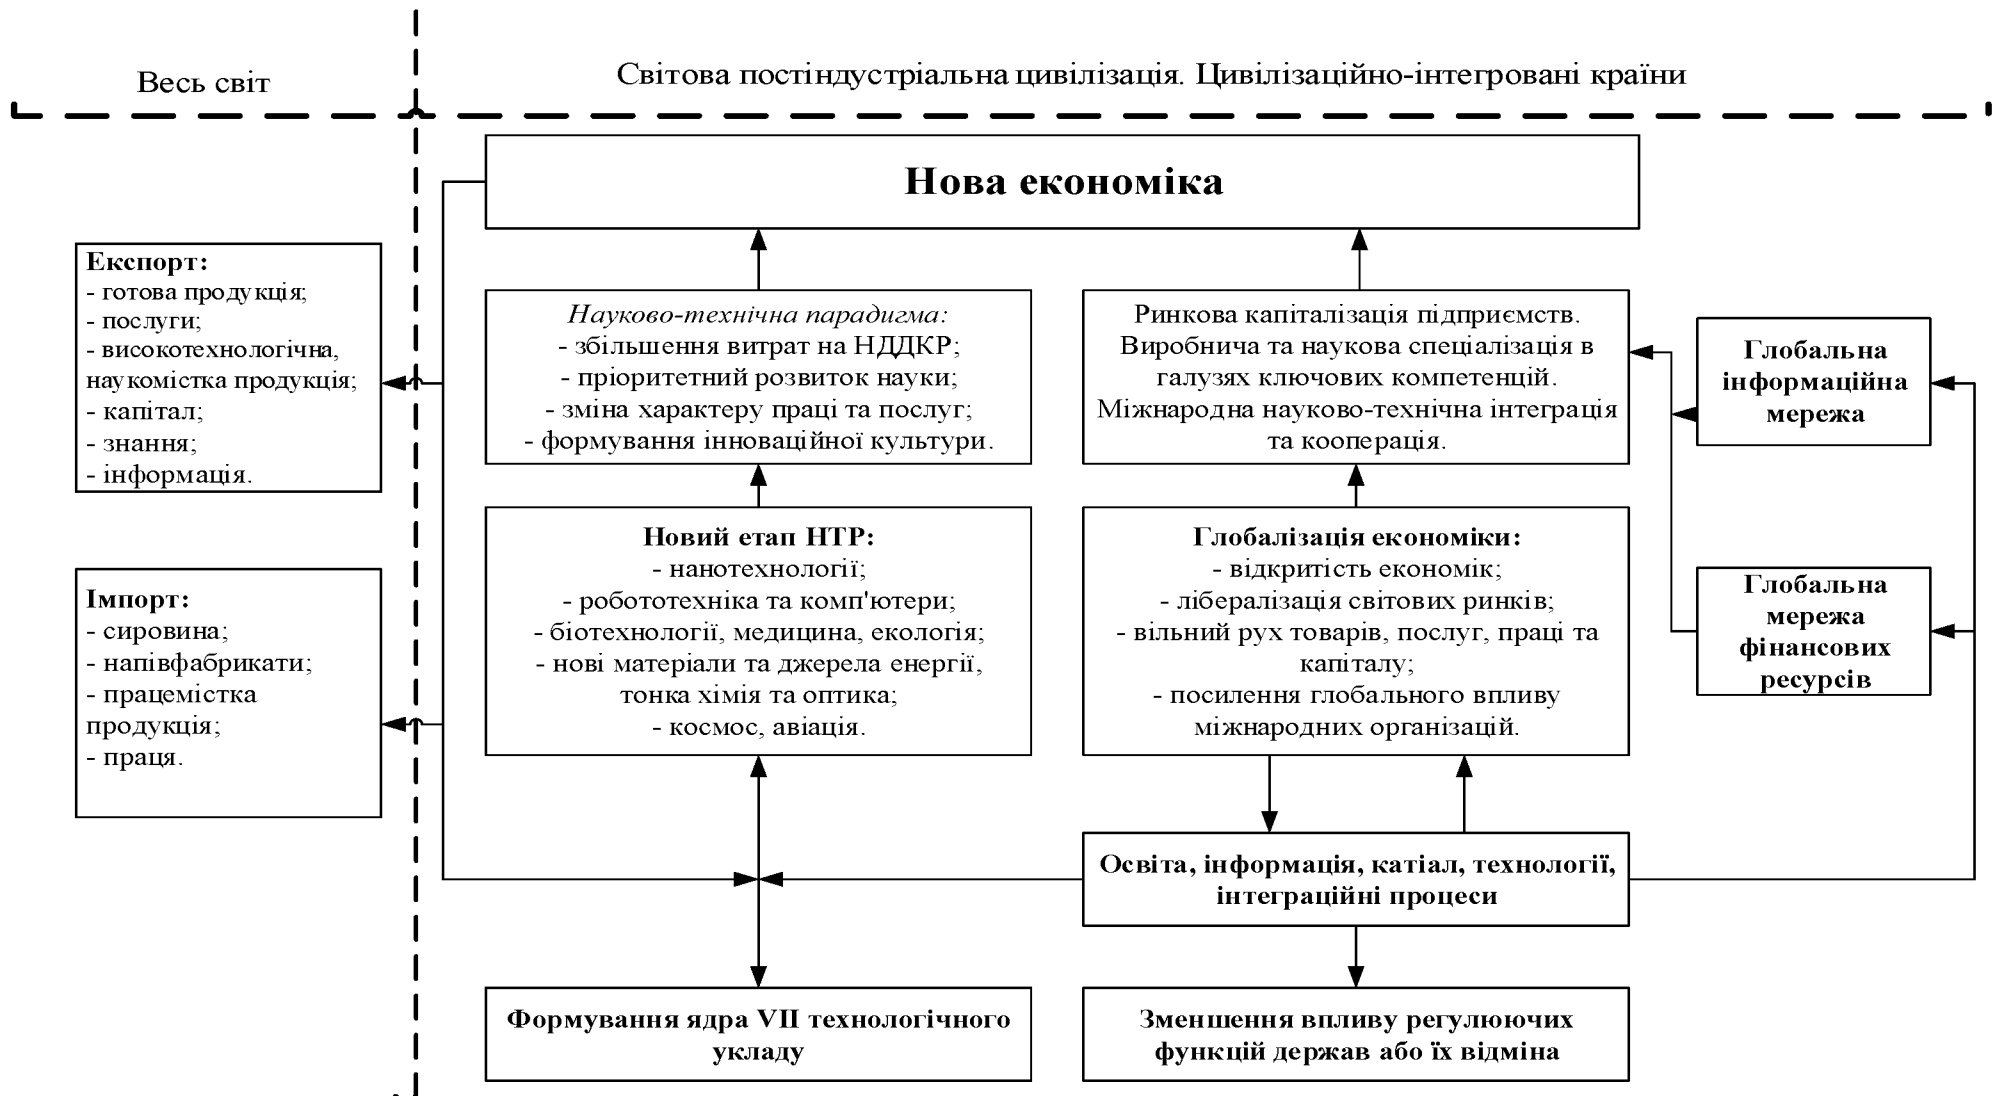 Весь світ
Світова постіндустріальна цивілізація. Цивілізаційно-інтегровані країни
Нова економіка
Експорт:
- готова продукція;
- послуги;
- високотехнологічна,
наукомістка продукція;
- капітал;
- знання;
- інформація.
Імпорт:
- сировина;
- напівфабрикати;
- працемістка
продукція;
- праця.
Науково-технічна парадигма:
- збільшення витрат на НДДКР;
- пріоритетний розвиток науки;
- зміна характеру праці та послуг;
- формування інноваційної культури.
Новий етап НТР:
- нанотехнології;
- робототехніка та комп'ютери;
- біотехнології, медицина, екологія;
- нові матеріали та джерела енергії,
тонка хімія та оптика;
- космос, авіація.
Формування ядра VII технологічного
укладу
Ринкова капіталізація підприємств.
Виробнича та наукова спеціалізація в
галузях ключових компетенцій.
Міжнародна науково-технічна інтеграція
та кооперація.
Глобалізація економіки:
- відкритість економік;
- лібералізація світових ринків;
- вільний рух товарів, послуг, праці та
капіталу;
- посилення глобального впливу
міжнародних організацій.
Освіта, інформація, катіал, технології,
інтеграційні процеси
Зменшення впливу регулюючих
функцій держав або їх відміна
Глобальна
інформаційна
мережа
Глобальна
мережа
фінансових
ресурсів